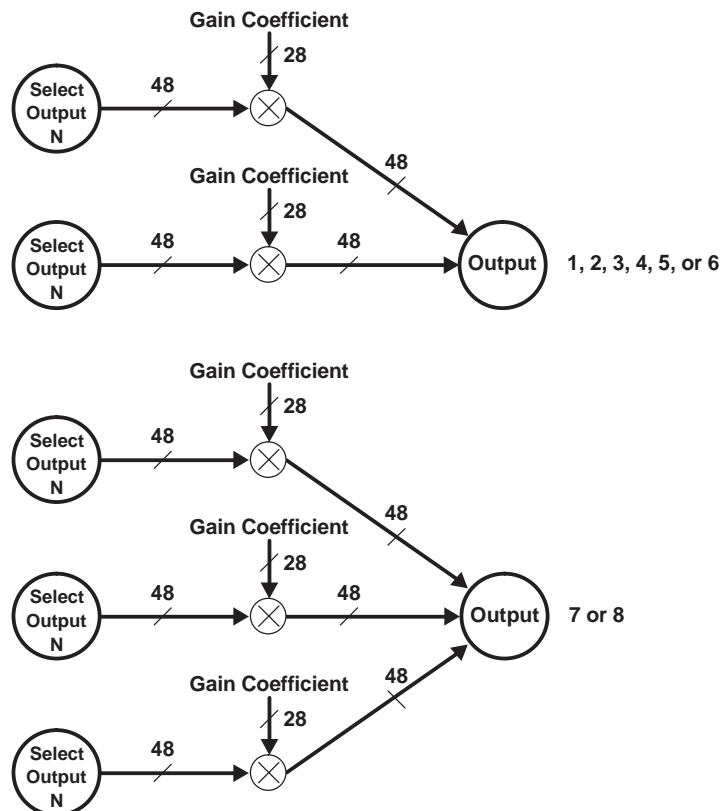 Gain Coefficient
28
Select
Output
N
48
48
Gain Coefficient
28
Select
Output
N
48
48
Output
1, 2, 3, 4, 5, or 6
Gain Coefficient
28
Select
Output
N
48
48
Gain Coefficient
28
Select
Output
N
48
48
Output
7 or 8
Gain Coefficient
28
Select
Output
N
48
48